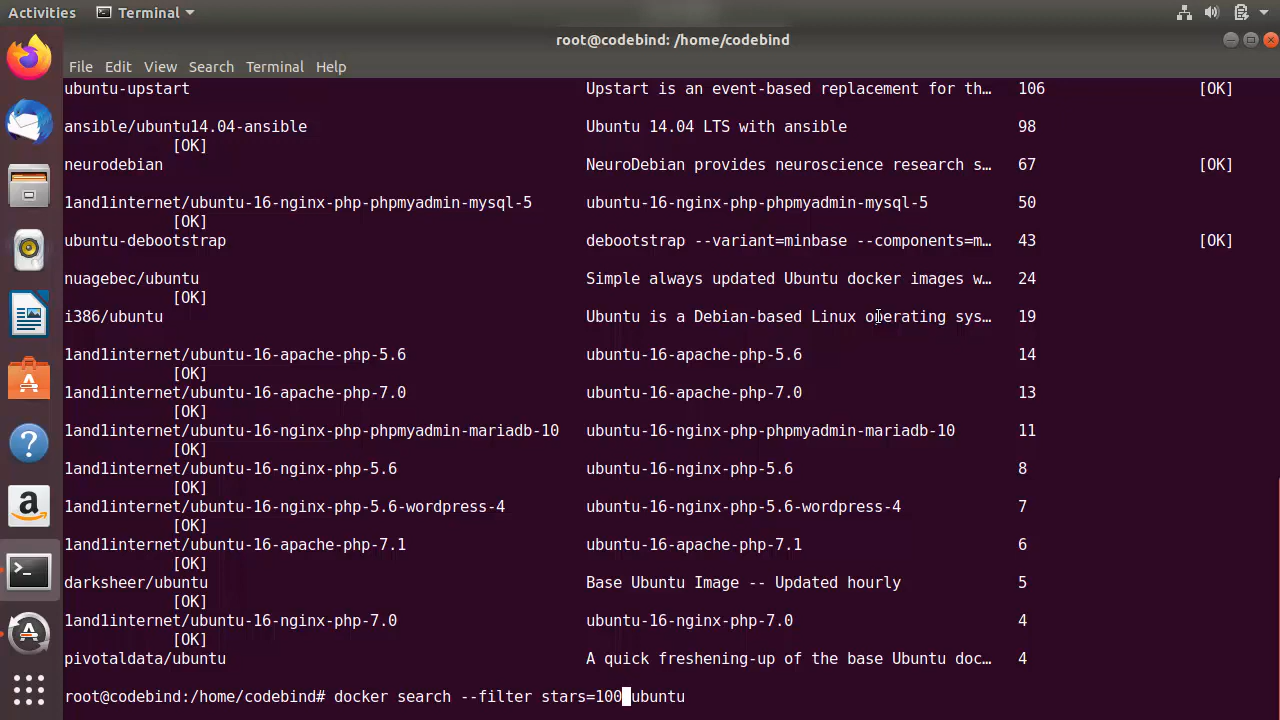 Activities Terminal
root@codebind: /home/codebind
File Edit View Search Terminal Help
ubuntu-upstart Upstart is an event-based replacement for th… 106 [OK]
ansible/ubuntu14.04-ansible Ubuntu 14.04 LTS with ansible 98
[OK]
neurodebian NeuroDebian provides neuroscience research s… 67 [OK]
1and1internet/ubuntu-16-nginx-php-phpmyadmin-mysql-5 ubuntu-16-nginx-php-phpmyadmin-mysql-5 50
[OK]
ubuntu-debootstrap debootstrap --variant=minbase --components=m… 43 [OK]
nuagebec/ubuntu Simple always updated Ubuntu docker images w… 24
[OK]
i386/ubuntu Ubuntu is a Debian-based Linux operating sys… 19
1and1internet/ubuntu-16-apache-php-5.6 ubuntu-16-apache-php-5.6 14
[OK]
1and1internet/ubuntu-16-apache-php-7.0 ubuntu-16-apache-php-7.0 13
[OK]
1and1internet/ubuntu-16-nginx-php-phpmyadmin-mariadb-10 ubuntu-16-nginx-php-phpmyadmin-mariadb-10 11
[OK]
1and1internet/ubuntu-16-nginx-php-5.6 ubuntu-16-nginx-php-5.6 8
[OK]
1and1internet/ubuntu-16-nginx-php-5.6-wordpress-4 ubuntu-16-nginx-php-5.6-wordpress-4 7
[OK]
1and1internet/ubuntu-16-apache-php-7.1 ubuntu-16-apache-php-7.1 6
[OK]
darksheer/ubuntu Base Ubuntu Image -- Updated hourly 5
[OK]
1and1internet/ubuntu-16-nginx-php-7.0 ubuntu-16-nginx-php-7.0 4
[OK]
pivotaldata/ubuntu A quick freshening-up of the base Ubuntu doc… 4
root@codebind:/home/codebind# docker search --filter stars=100 ubuntu